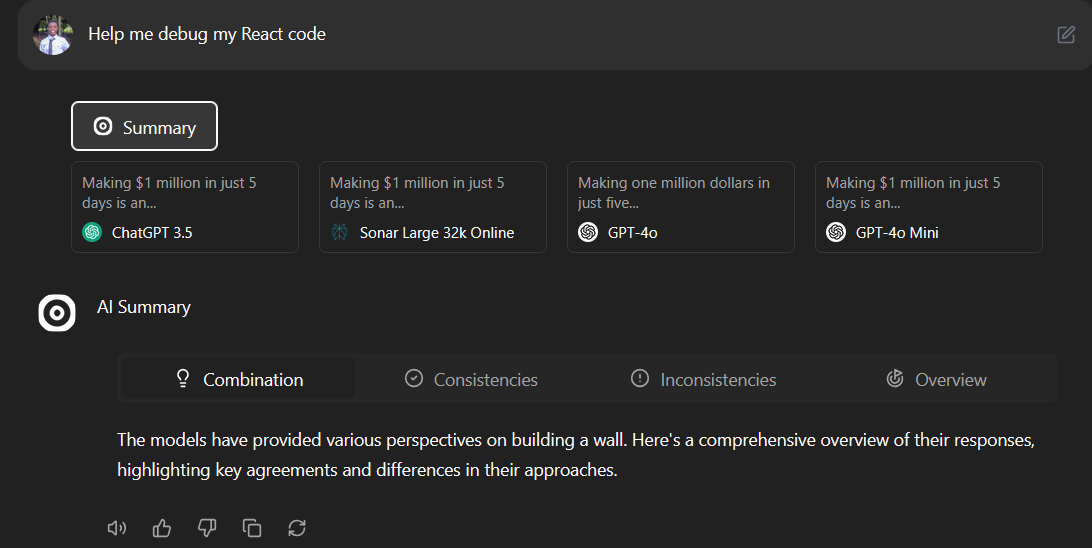 Help me debug my React code
Summary
Making $1 million in just 5
days is an...
ChatGPT 3.5
Making $1 million in just 5
days is an...
Sonar Large 32k Online
Making one million dollars in
just five...
GPT-4o
Making $1 million in just 5
days is an...
GPT-4o Mini
AI Summary
Combination
Consistencies
Inconsistencies
Overview
The models have provided various perspectives on building a wall. Here's a comprehensive overview of their responses,
highlighting key agreements and differences in their approaches.